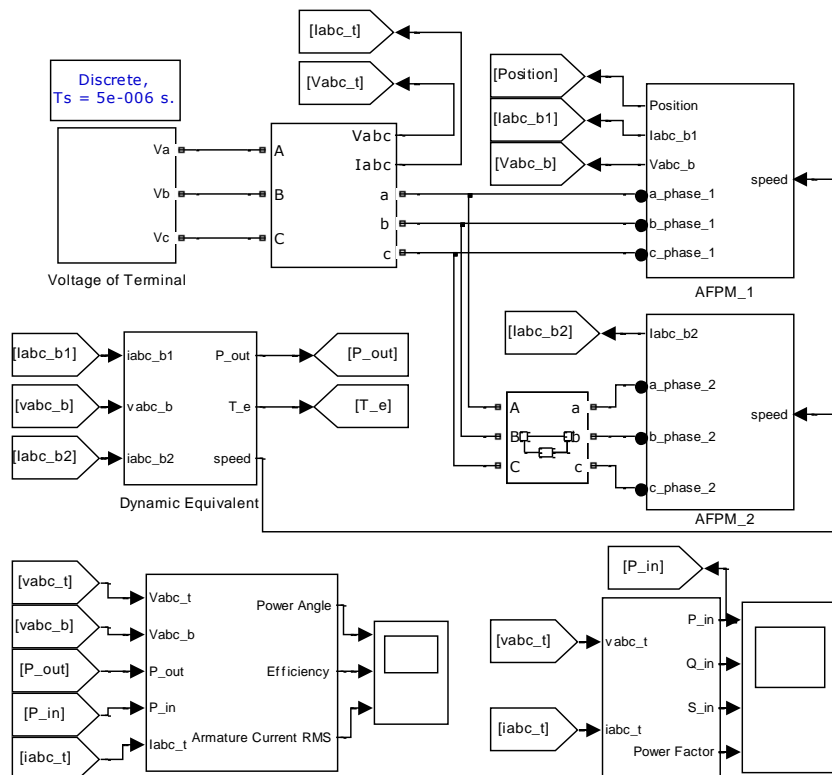 [Iabc_t]
[Vabc_t]
Discrete,
Ts = 5e-006 s.
Va
Vb
Vc
Voltage of Terminal
A
B
C
Vabc
Iabc
a
b
c
[Position]
[Iabc_b1]
[Vabc_b]
Position
Iabc_b1
Vabc_b
a_phase_1
b_phase_1
c_phase_1
speed
AFPM_1
[Iabc_b2]
Iabc_b2
a_phase_2
b_phase_2
c_phase_2
speed
AFPM_2
A
B
C
a
b
c
[Iabc_b1]
[vabc_b]
[Iabc_b2]
iabc_b1
vabc_b
iabc_b2
P_out
T_e
speed
[P_out]
[T_e]
Dynamic Equivalent
[vabc_t]
[vabc_b]
[P_out]
[P_in]
[iabc_t]
Vabc_t
Vabc_b
P_out
P_in
Iabc_t
Power Angle
Efficiency
Armature Current RMS
[P_in]
[vabc_t]
[iabc_t]
vabc_t
iabc_t
P_in
Q_in
S_in
Power Factor